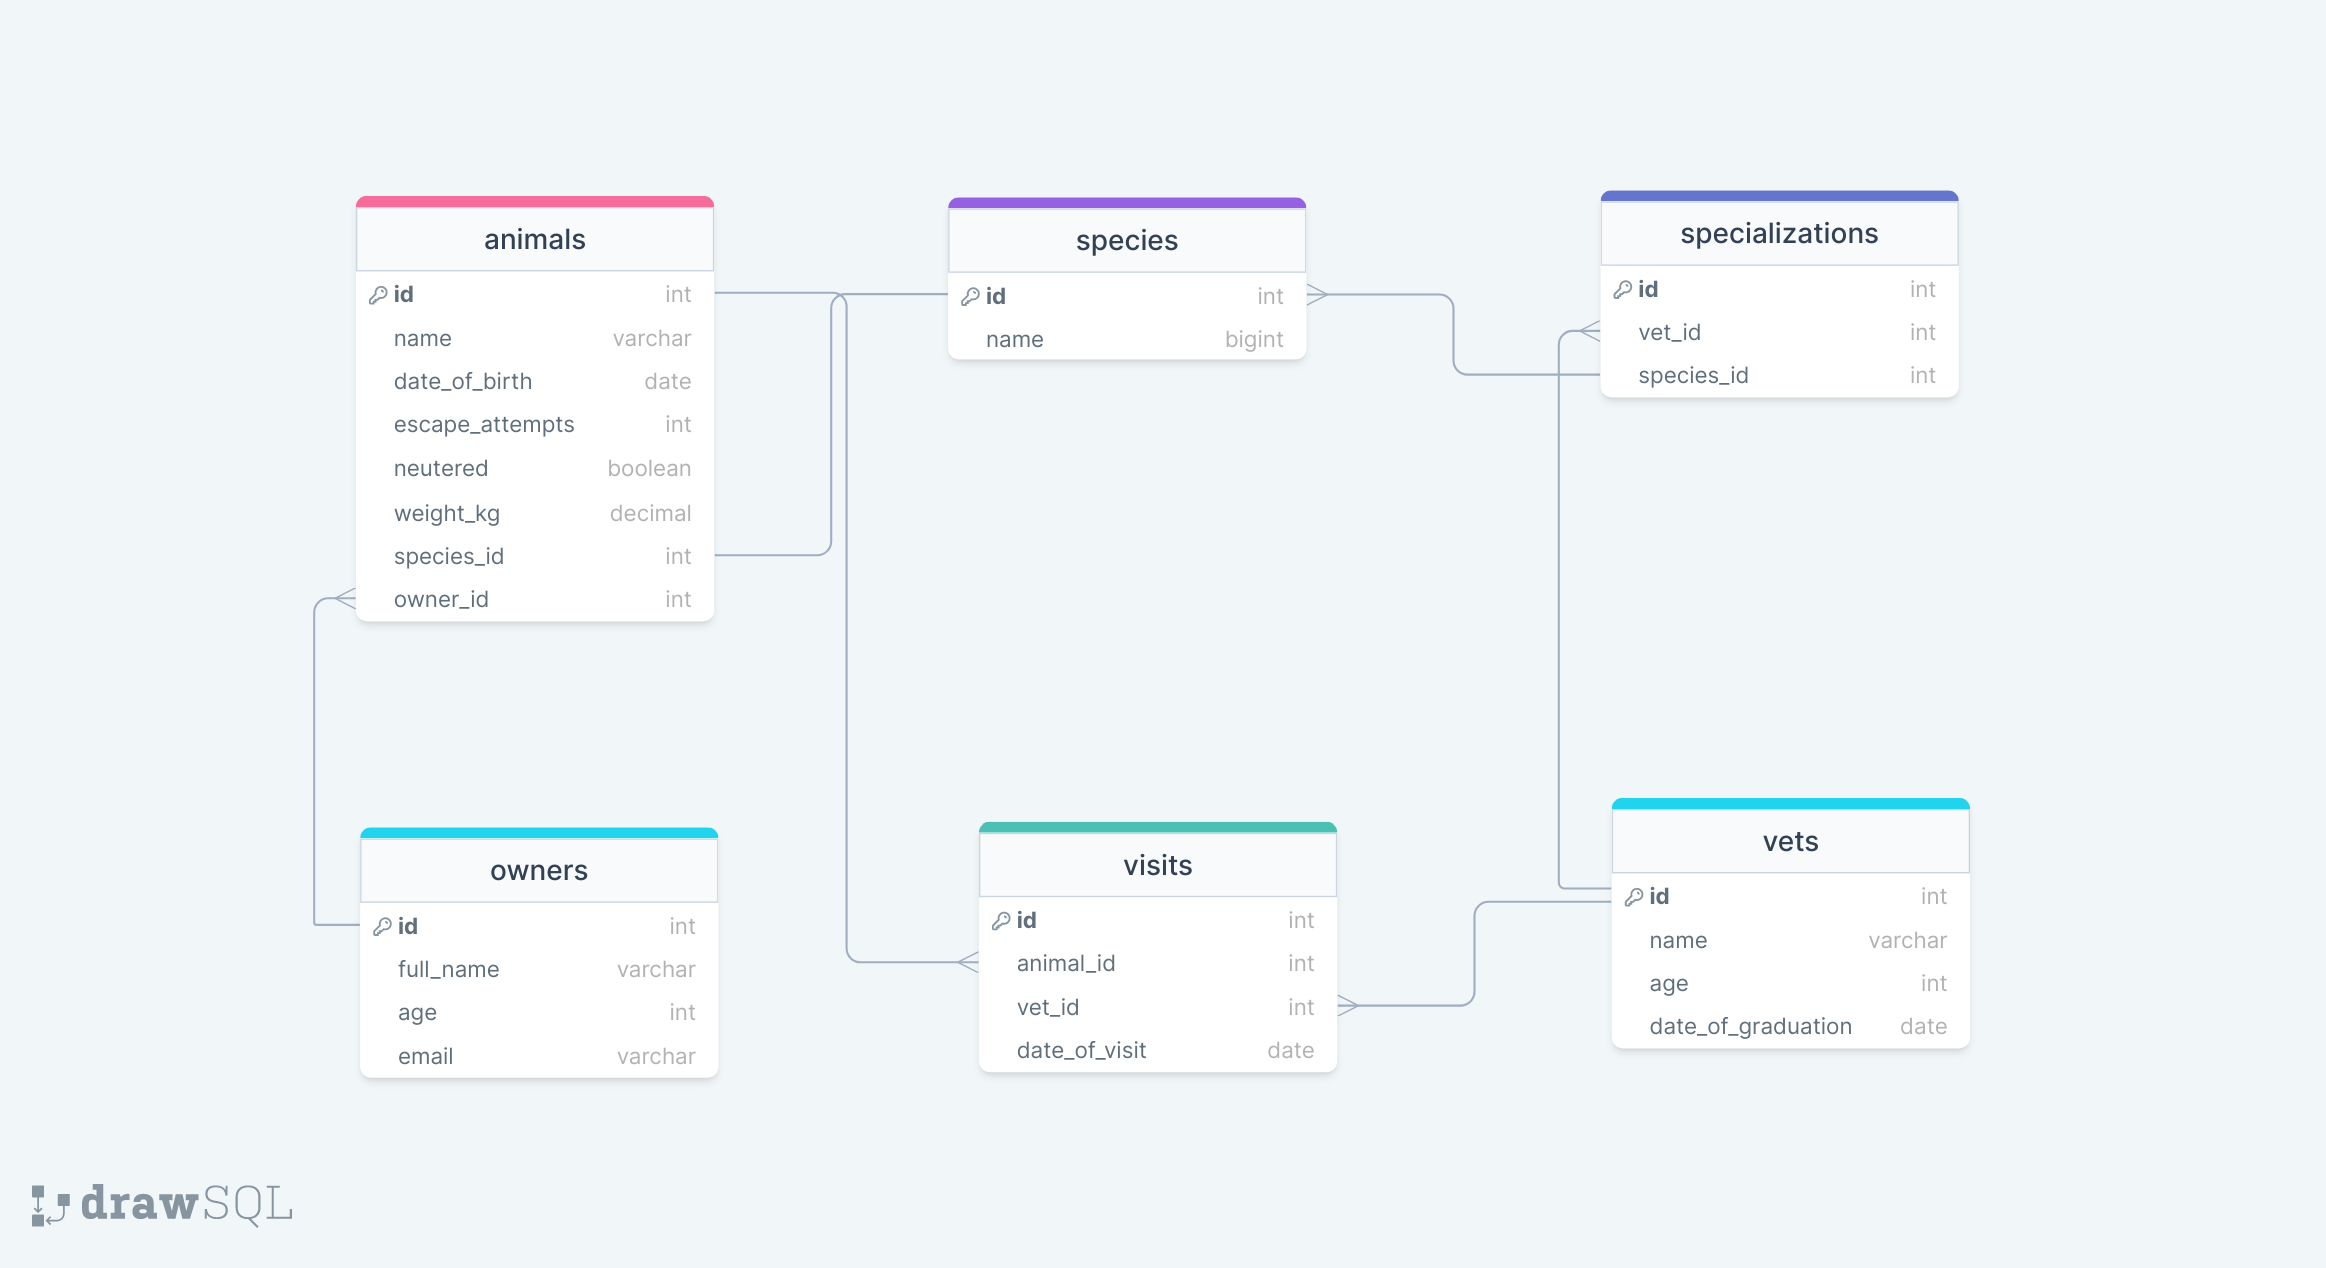 animals
id int
name varchar
date_of_birth date
escape_attempts int
neutered boolean
weight_kg decimal
species_id int
owner_id int
species
id int
name bigint
specializations
id int
vet_id int
species_id int
owners
id int
full_name varchar
age int
email varchar
visits
id int
animal_id int
vet_id int
date_of_visit date
vets
id int
name varchar
age int
date_of_graduation date
drawSQL